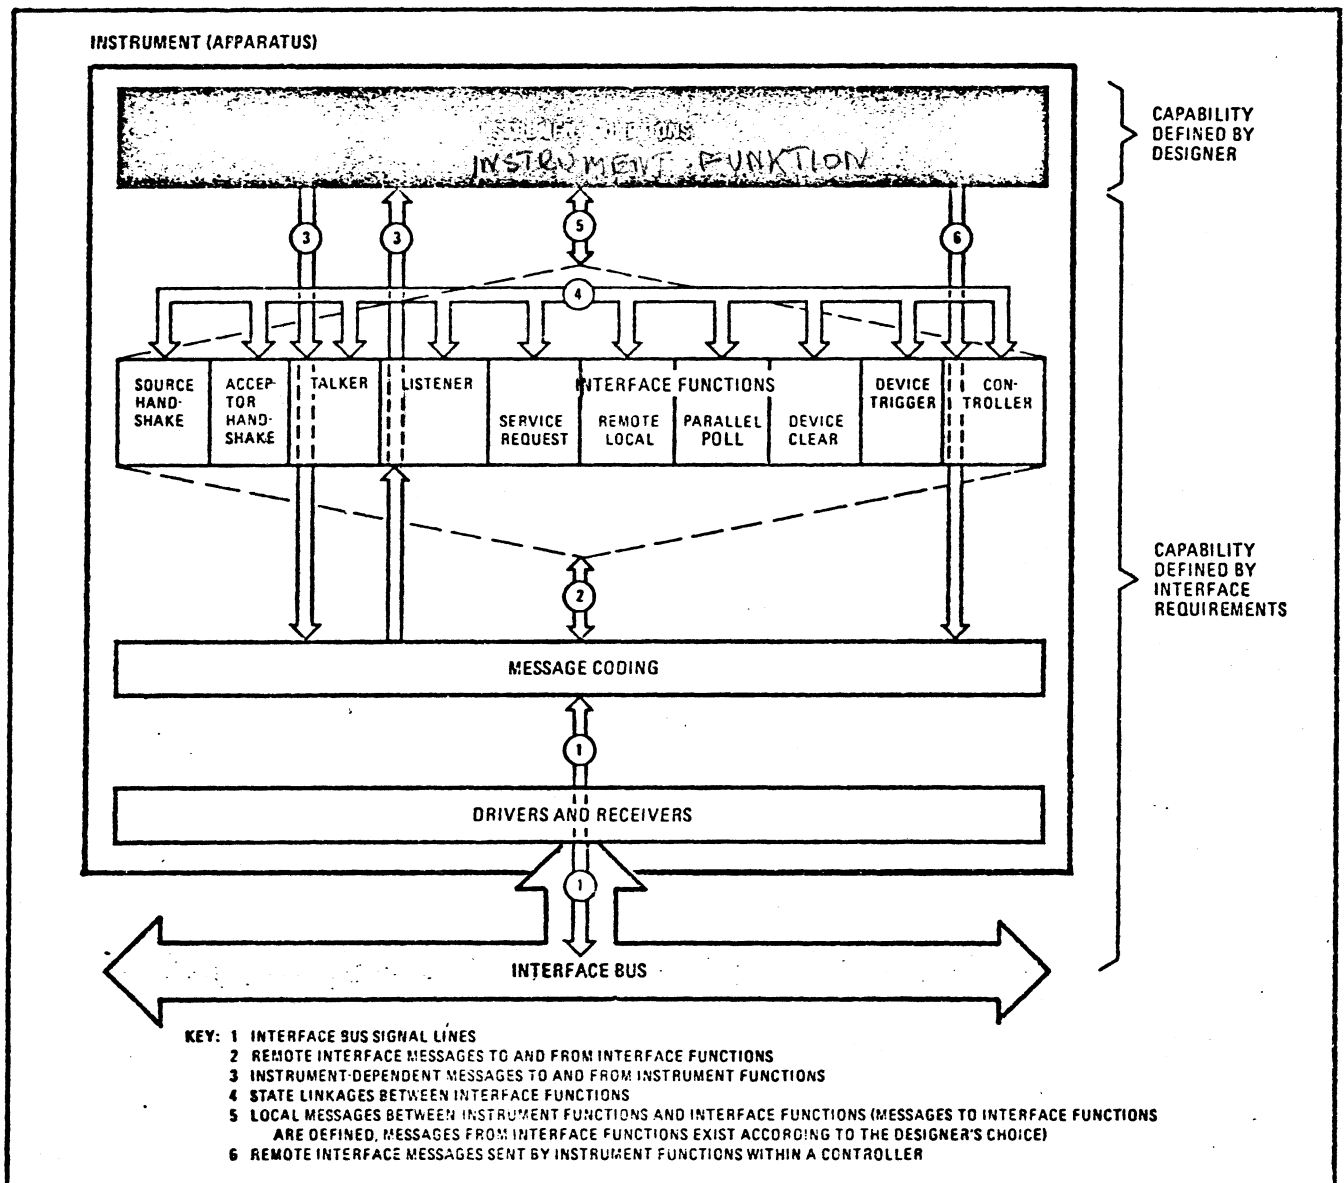 INSTRUMENT (APPARATUS)
INSTRUMENT FUNCTIONS
INSTRUMENT FUNKTION
CAPABILITY
DEFINED BY
DESIGNER
3
3
5
6
4
SOURCE
HAND-
SHAKE
ACCEP-
TOR
HAND-
SHAKE
TALKER
LISTENER
INTERFACE FUNCTIONS
SERVICE
REQUEST
REMOTE
LOCAL
PARALLEL
POLL
DEVICE
CLEAR
DEVICE
TRIGGER
CON-
TROLLER
2
CAPABILITY
DEFINED BY
INTERFACE
REQUIREMENTS
MESSAGE CODING
1
DRIVERS AND RECEIVERS
1
INTERFACE BUS
KEY: 1 INTERFACE BUS SIGNAL LINES
2 REMOTE INTERFACE MESSAGES TO AND FROM INTERFACE FUNCTIONS
3 INSTRUMENT-DEPENDENT MESSAGES TO AND FROM INSTRUMENT FUNCTIONS
4 STATE LINKAGES BETWEEN INTERFACE FUNCTIONS
5 LOCAL MESSAGES BETWEEN INSTRUMENT FUNCTIONS AND INTERFACE FUNCTIONS (MESSAGES TO INTERFACE FUNCTIONS
ARE DEFINED, MESSAGES FROM INTERFACE FUNCTIONS EXIST ACCORDING TO THE DESIGNER'S CHOICE)
6 REMOTE INTERFACE MESSAGES SENT BY INSTRUMENT FUNCTIONS WITHIN A CONTROLLER